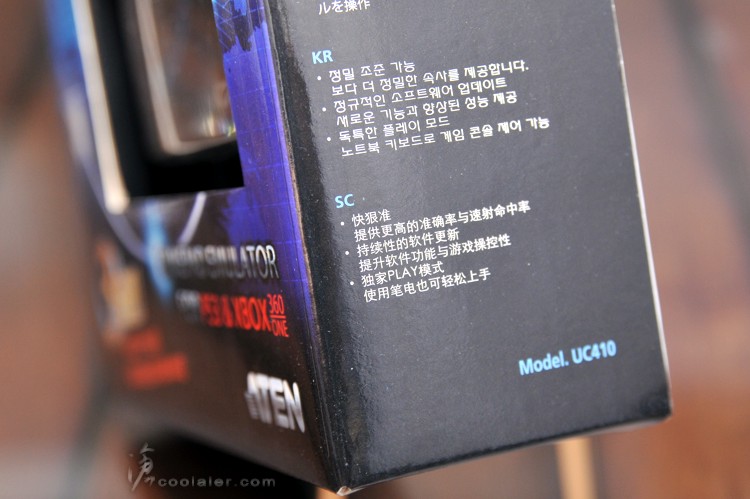 ルを操作
KR
• 정밀 조준 가능
보다 더 정밀한 속사를 제공합니다.
• 정규적인 소프트웨어 업데이트
새로운 기능과 향상된 성능 제공
• 독특한 플레이 모드
노트북 키보드로 게임 콘솔 제어 가능
SC
• 快狠准
提供更高的准确率与速射命中率
• 持续性的软件更新
提升软件功能与游戏操控性
• 独家PLAY模式
使用笔电也可轻松上手
Model. UC410
EMULATOR
PS3 & XBOX 360 ONE
ATEN
滄 coolaler.com